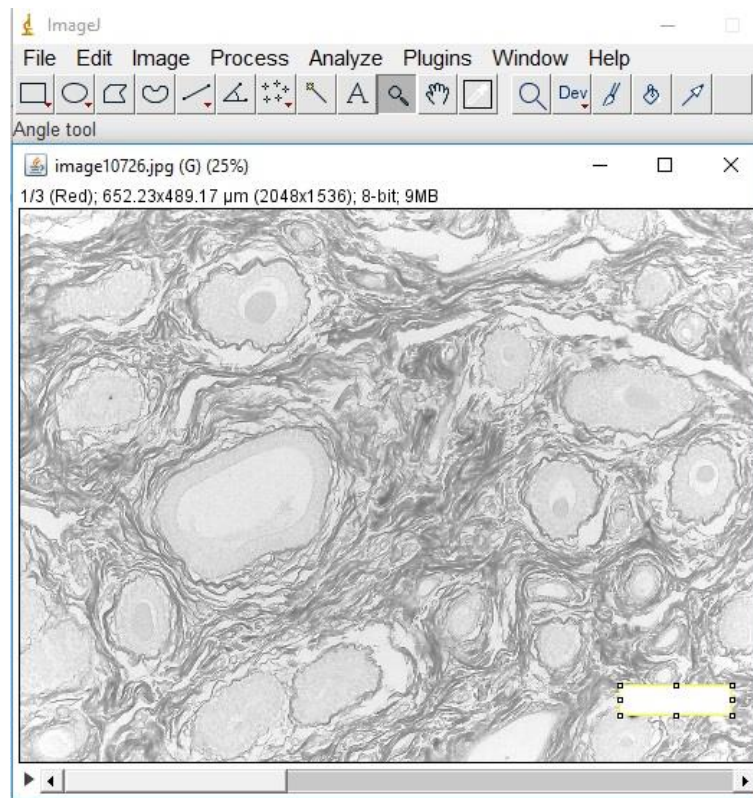 ImageJ
File Edit Image Process Analyze Plugins Window Help
A Dev
Angle tool
image10726.jpg (G) (25%)
1/3 (Red); 652.23x489.17 µm (2048x1536); 8-bit; 9MB